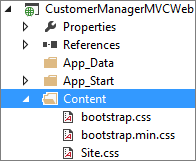 CustomerManagerMVCWeb
Properties
References
App_Data
App_Start
Content
bootstrap.css
bootstrap.min.css
Site.css